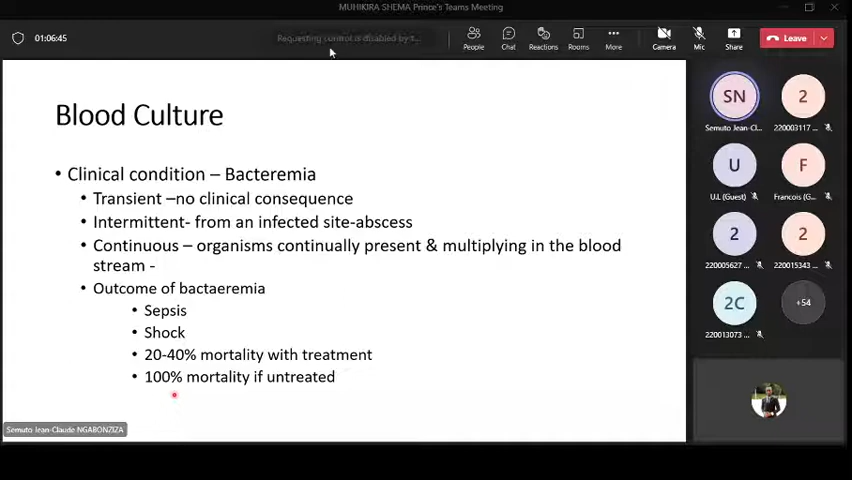 MUHIKIRA SHEMA Prince's Teams Meeting
01:06:45
Requesting control is disabled by t...
People
Chat
Reactions
Rooms
More
Camera
Mic
Share
Leave
Blood Culture
• Clinical condition – Bacteremia
• Transient –no clinical consequence
• Intermittent- from an infected site-abscess
• Continuous – organisms continually present & multiplying in the blood
stream -
• Outcome of bactaeremia
• Sepsis
• Shock
• 20-40% mortality with treatment
• 100% mortality if untreated
Semuto Jean-Claude NGABONZIZA
SN
Semuto Jean-Cl...
2
220003117 ...
U
U.L (Guest)
F
Francois (G...
2
220005627 ...
2
220015343 ...
2C
220013073 ...
+54